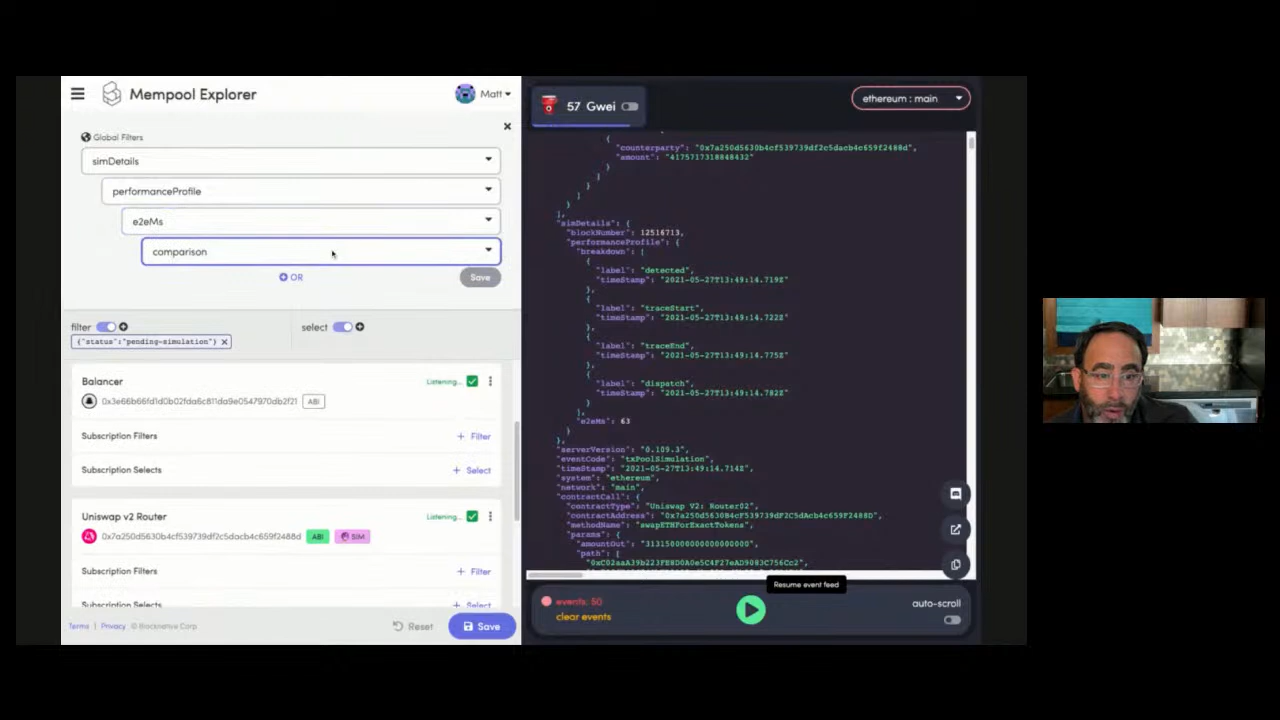 Mempool Explorer
Matt
Global Filters
simDetails
performanceProfile
e2eMs
comparison
OR
Save
filter
select
{"status":"pending-simulation"}
Balancer
Listening...
0x3e66b66fd1d0b02fda6c811da9e0547970db2f21
ABI
Subscription Filters
+ Filter
Subscription Selects
+ Select
Uniswap v2 Router
Listening...
0x7a250d5630b4cf539739df2c5dacb4c659f2488d
ABI
SIM
Subscription Filters
+ Filter
Subscription Selects
+ Select
Terms | Privacy © Blocknative Corp
Reset
Save
57 Gwei
ethereum : main
{
"counterparty": "0x7a250d5630b4cf539739df2c5dacb4c659f2488d",
"amount": "4175717318848432"
}
]
}
]
}
],
"simDetails": {
"blockNumber": 12516713,
"performanceProfile": {
"breakdown": [
{
"label": "detected",
"timeStamp": "2021-05-27T13:49:14.719Z"
},
{
"label": "traceStart",
"timeStamp": "2021-05-27T13:49:14.722Z"
},
{
"label": "traceEnd",
"timeStamp": "2021-05-27T13:49:14.775Z"
},
{
"label": "dispatch",
"timeStamp": "2021-05-27T13:49:14.782Z"
}
],
"e2eMs": 63
}
},
"serverVersion": "0.109.3",
"eventCode": "txPoolSimulation",
"timeStamp": "2021-05-27T13:49:14.714Z",
"system": "ethereum",
"network": "main",
"contractCall": {
"contractType": "Uniswap V2: Router02",
"contractAddress": "0x7a250d5630B4cF539739dF2C5dAcb4c659F2488D",
"methodName": "swapETHForExactTokens",
"params": {
"path": [
Resume event feed
events: 50
clear events
auto-scroll